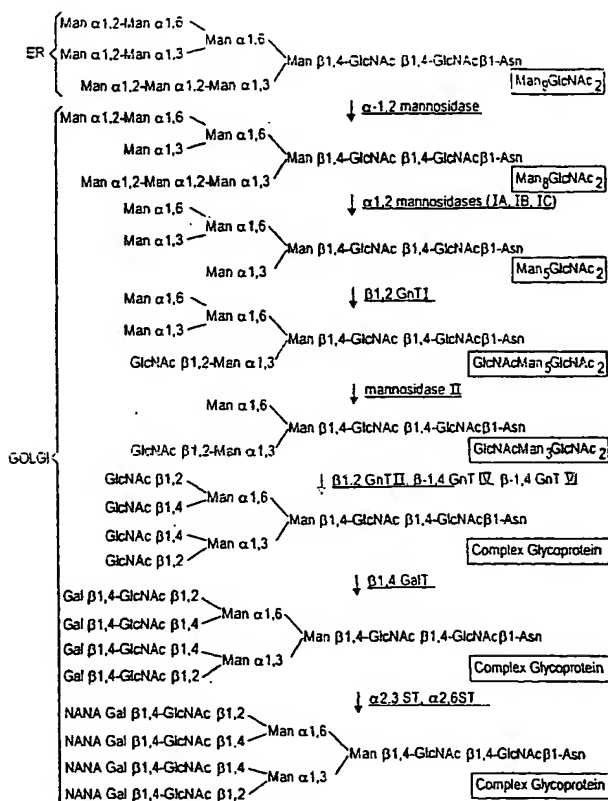 Man α1,2-Man α1,6
Man α1,6
ER
Man α1,2-Man α1,3
Man β1,4-GlcNAc β1,4-GlcNAcβ1-Asn
Man α1,2-Man α1,2-Man α1,3
Man9GlcNAc2
Man α1,2-Man α1,6
α-1,2 mannosidase
Man α1,6
Man α1,3
Man β1,4-GlcNAc β1,4-GlcNAcβ1-Asn
Man α1,2-Man α1,2-Man α1,3
Man8GlcNAc2
Man α1,6
α1,2 mannosidases (IA, IB, IC)
Man α1,6
Man α1,3
Man β1,4-GlcNAc β1,4-GlcNAcβ1-Asn
Man α1,3
Man5GlcNAc2
β1,2 GnTI
Man α1,6
Man α1,6
Man α1,3
Man β1,4-GlcNAc β1,4-GlcNAcβ1-Asn
GlcNAc β1,2-Man α1,3
GlcNAcMan5GlcNAc2
mannosidase II
Man α1,6
Man β1,4-GlcNAc β1,4-GlcNAcβ1-Asn
GlcNAc β1,2-Man α1,3
GlcNAcMan3GlcNAc2
GOLGI
GlcNAc β1,2
β1,2 GnTII, β-1,4 GnT IV, β-1,4 GnT VI
Man α1,6
GlcNAc β1,4
Man β1,4-GlcNAc β1,4-GlcNAcβ1-Asn
GlcNAc β1,4
Man α1,3
GlcNAc β1,2
Complex Glycoprotein
β1,4 GalT
Gal β1,4-GlcNAc β1,2
Man α1,6
Gal β1,4-GlcNAc β1,4
Man β1,4-GlcNAc β1,4-GlcNAcβ1-Asn
Gal β1,4-GlcNAc β1,4
Man α1,3
Gal β1,4-GlcNAc β1,2
Complex Glycoprotein
α2,3 ST, α2,6ST
NANA Gal β1,4-GlcNAc β1,2
Man α1,6
NANA Gal β1,4-GlcNAc β1,4
Man β1,4-GlcNAc β1,4-GlcNAcβ1-Asn
NANA Gal β1,4-GlcNAc β1,4
Man α1,3
NANA Gal β1,4-GlcNAc β1,2
Complex Glycoprotein